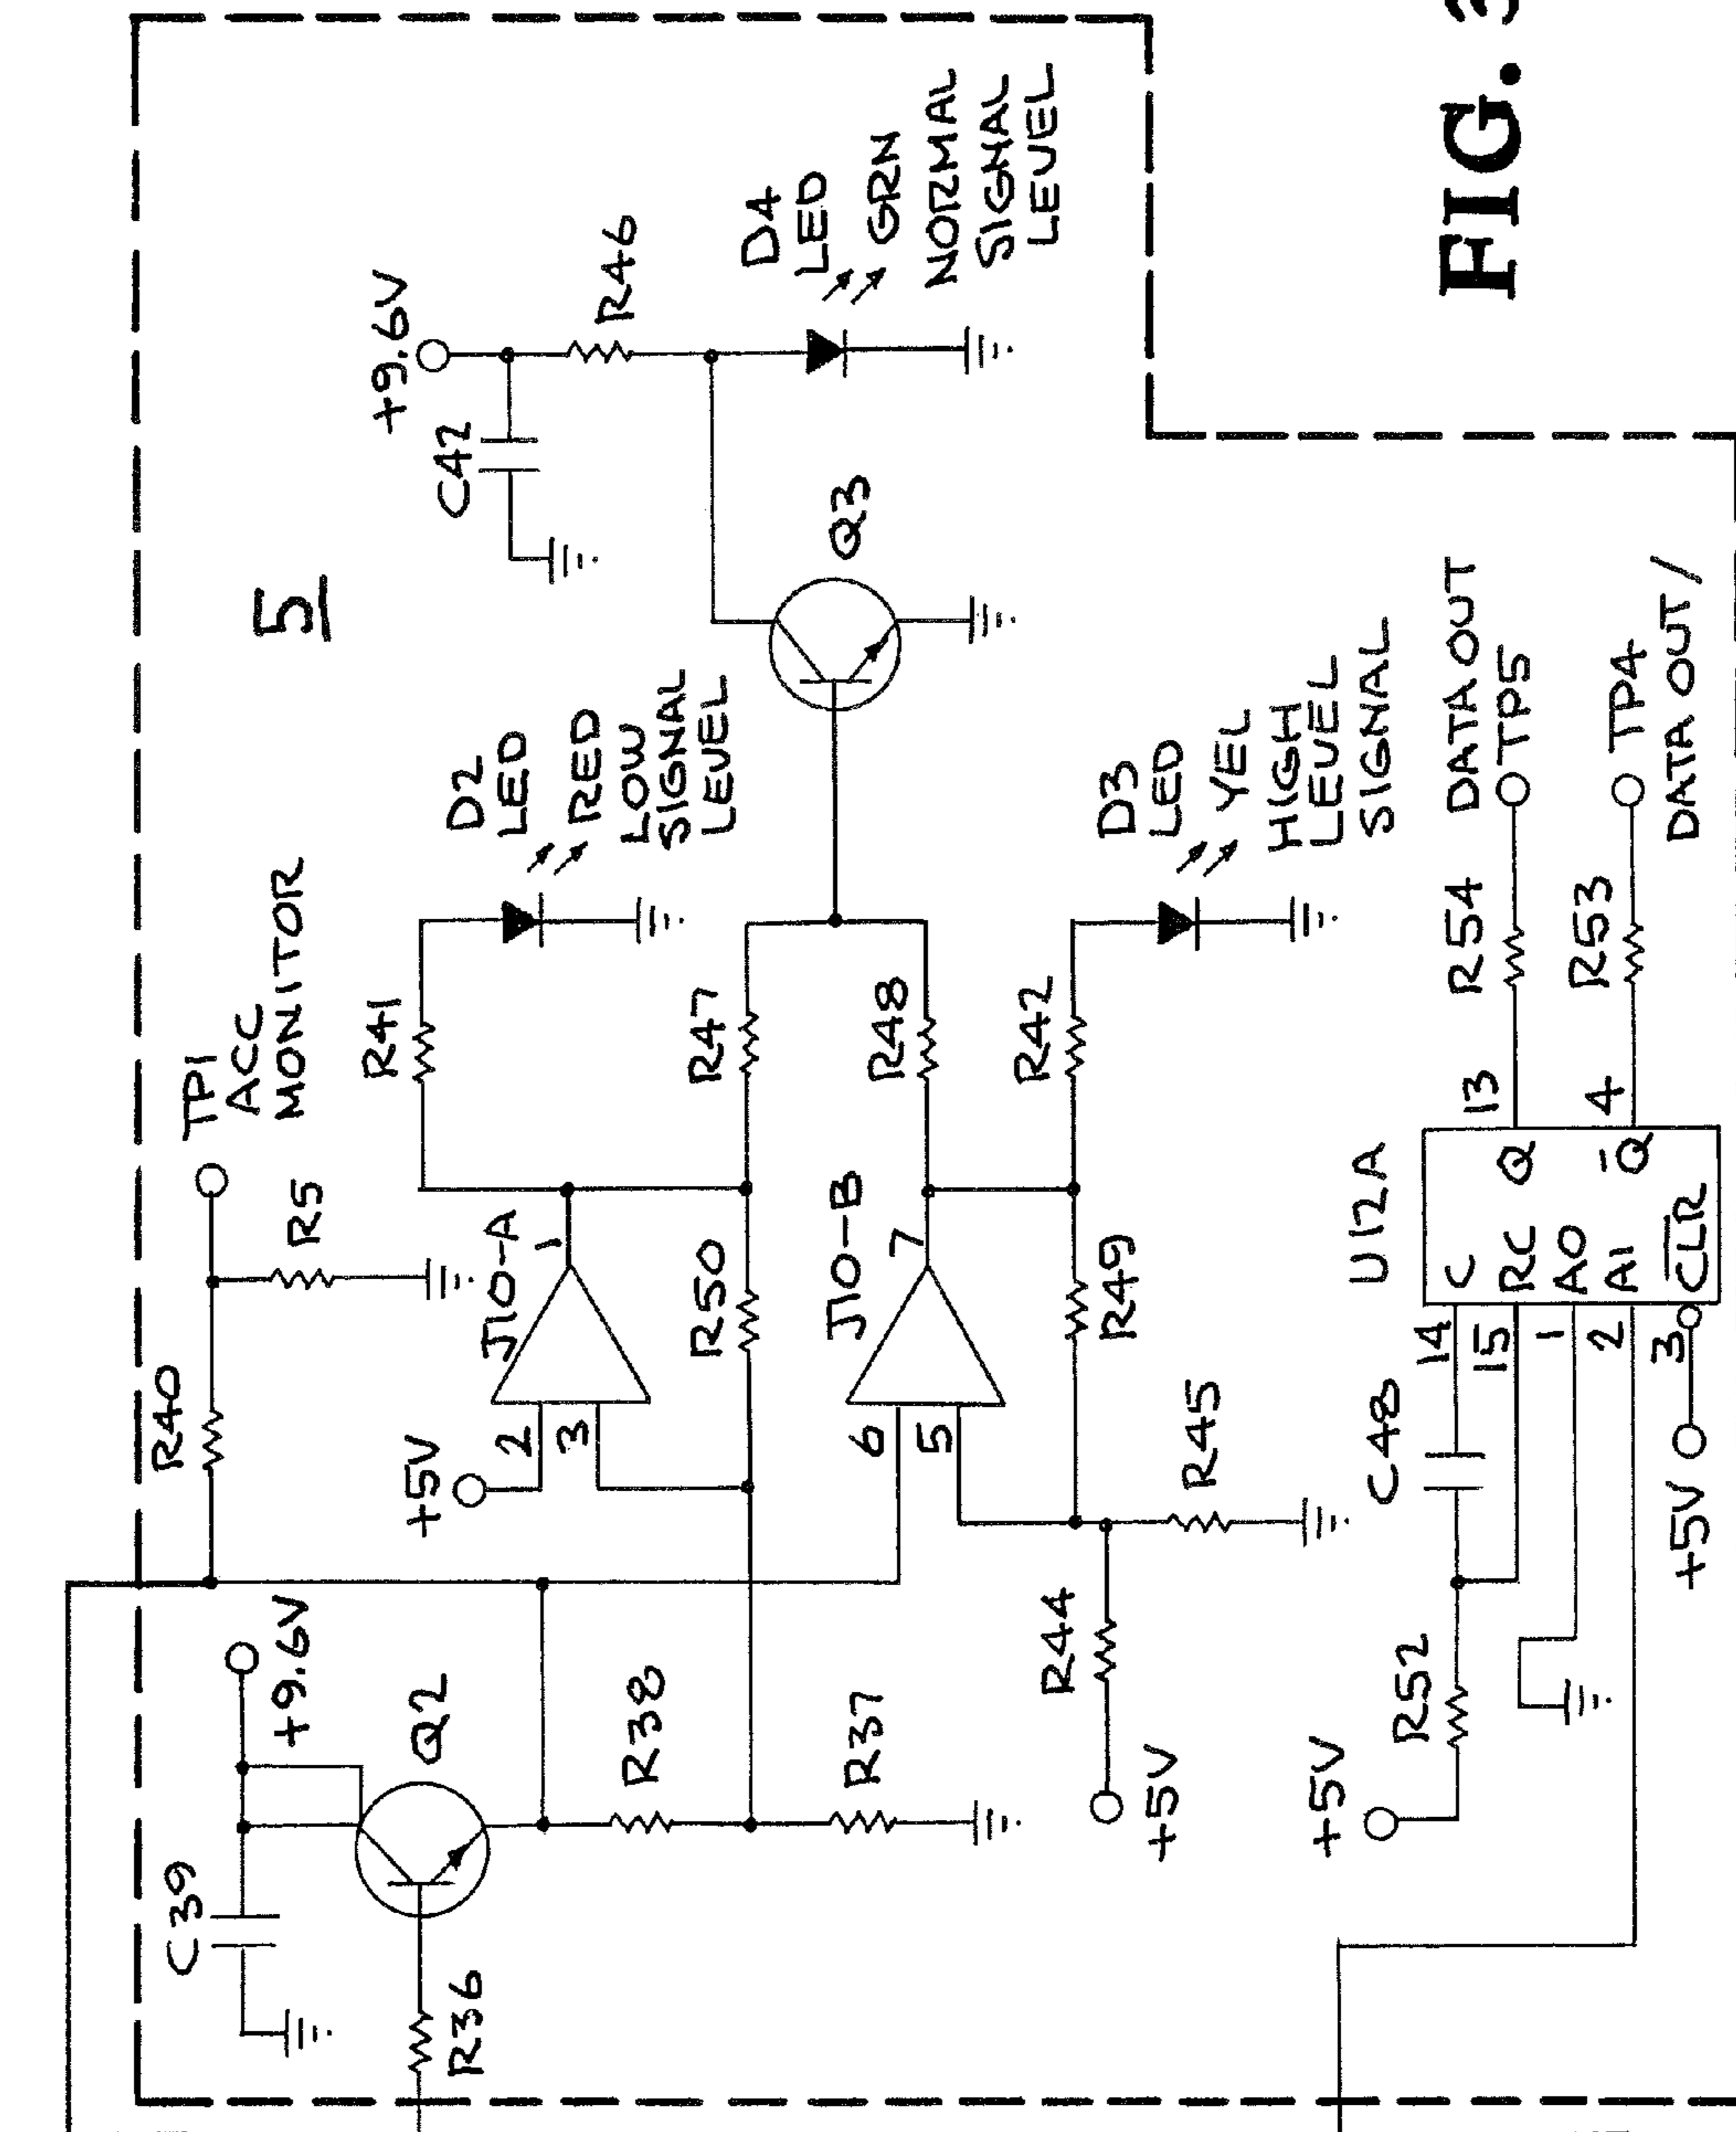 FIG. 3
5
TP1
ACC
MONITOR
R40
R5
+9.6V
C39
Q2
R36
R38
R37
+5V
2
3
J10-A
1
R41
D2
LED
RED
LOW
SIGNAL
LEVEL
R50
R47
+9.6V
C42
R46
D4
LED
GRN
NORMAL
SIGNAL
LEVEL
Q3
6
5
J10-B
7
R48
R42
R49
R45
R44
+5V
D3
LED
YEL
HIGH
LEVEL
SIGNAL
+5V
R52
C48
U12A
14
15
1
2
3
C
RC
A0
A1
CLR
Q
Q̅
13
4
+5V
R54
DATA OUT
TP5
R53
TP4
DATA OUT/